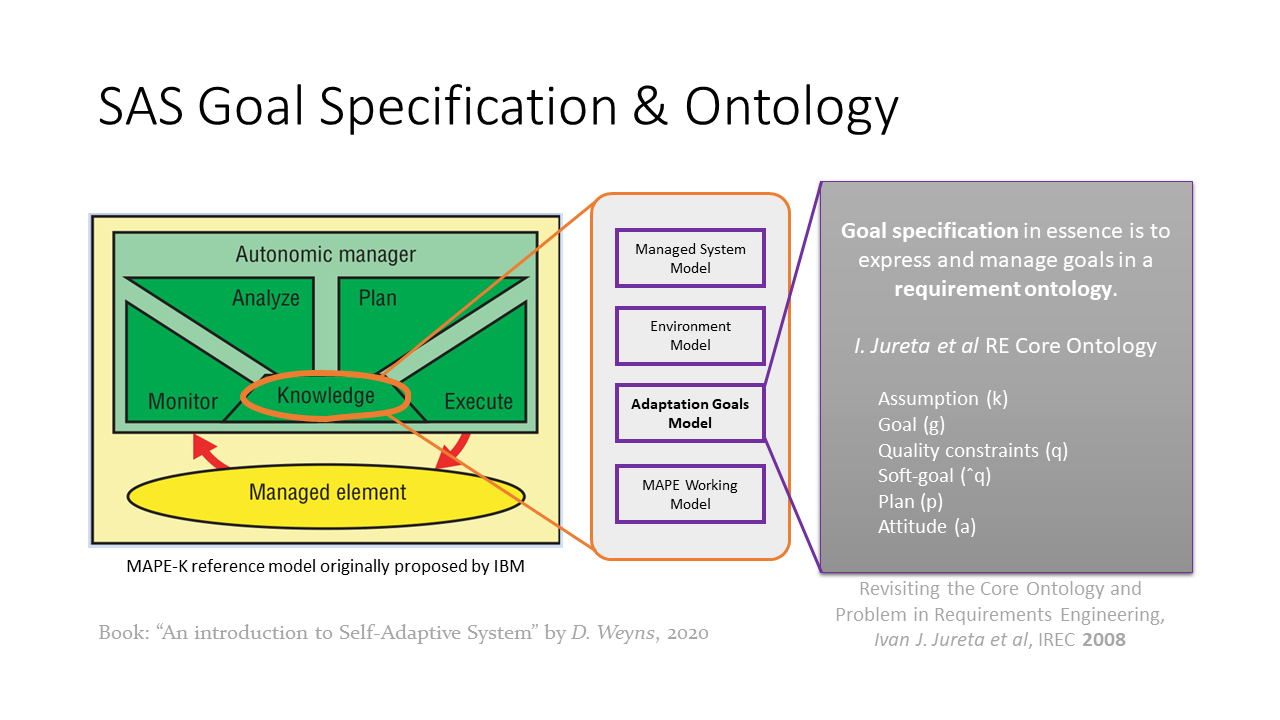 SAS Goal Specification & Ontology
Autonomic manager
Analyze
Plan
Monitor
Knowledge
Execute
Managed element
MAPE-K reference model originally proposed by IBM
Book: “An introduction to Self-Adaptive System” by D. Weyns, 2020
Managed System
Model
Environment
Model
Adaptation Goals
Model
MAPE Working
Model
Goal specification in essence is to
express and manage goals in a
requirement ontology.
I. Jureta et al RE Core Ontology
Assumption (k)
Goal (g)
Quality constraints (q)
Soft-goal (ˆq)
Plan (p)
Attitude (a)
Revisiting the Core Ontology and
Problem in Requirements Engineering,
Ivan J. Jureta et al, IREC 2008